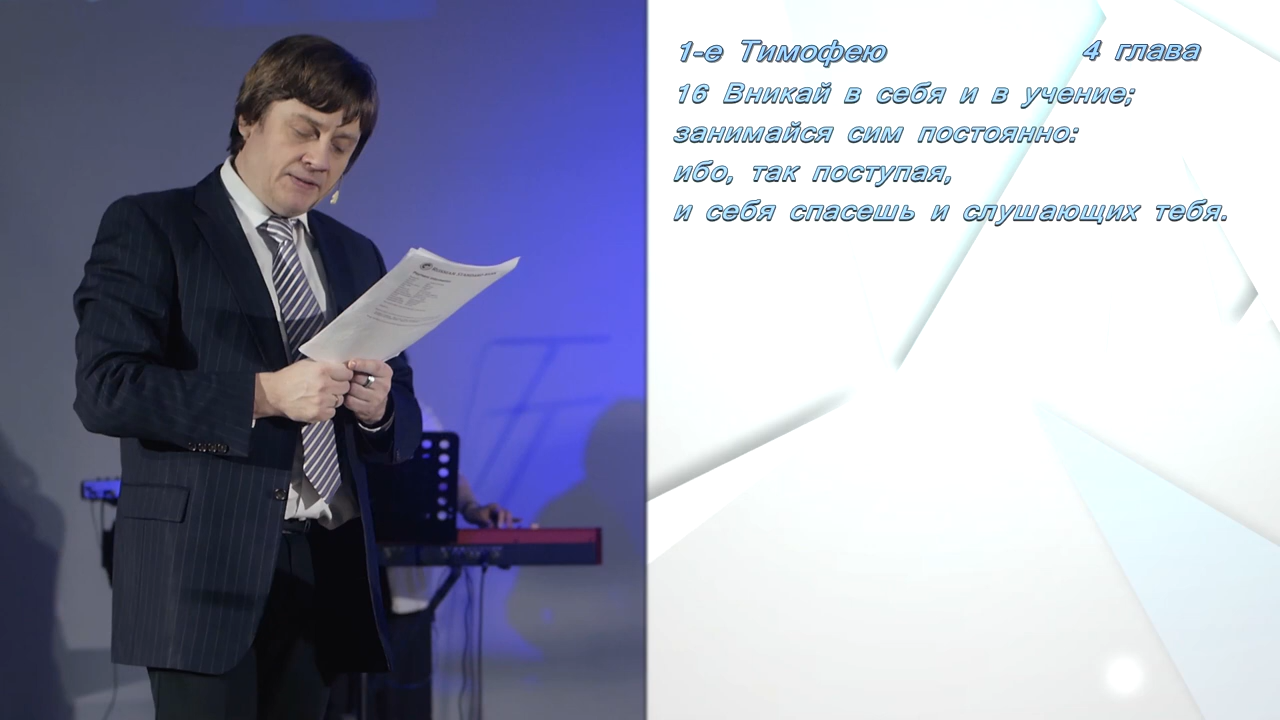 1-е Тимофею 4 глава
16 Вникай в себя и в учение;
занимайся сим постоянно:
ибо, так поступая,
и себя спасешь и слушающих тебя.